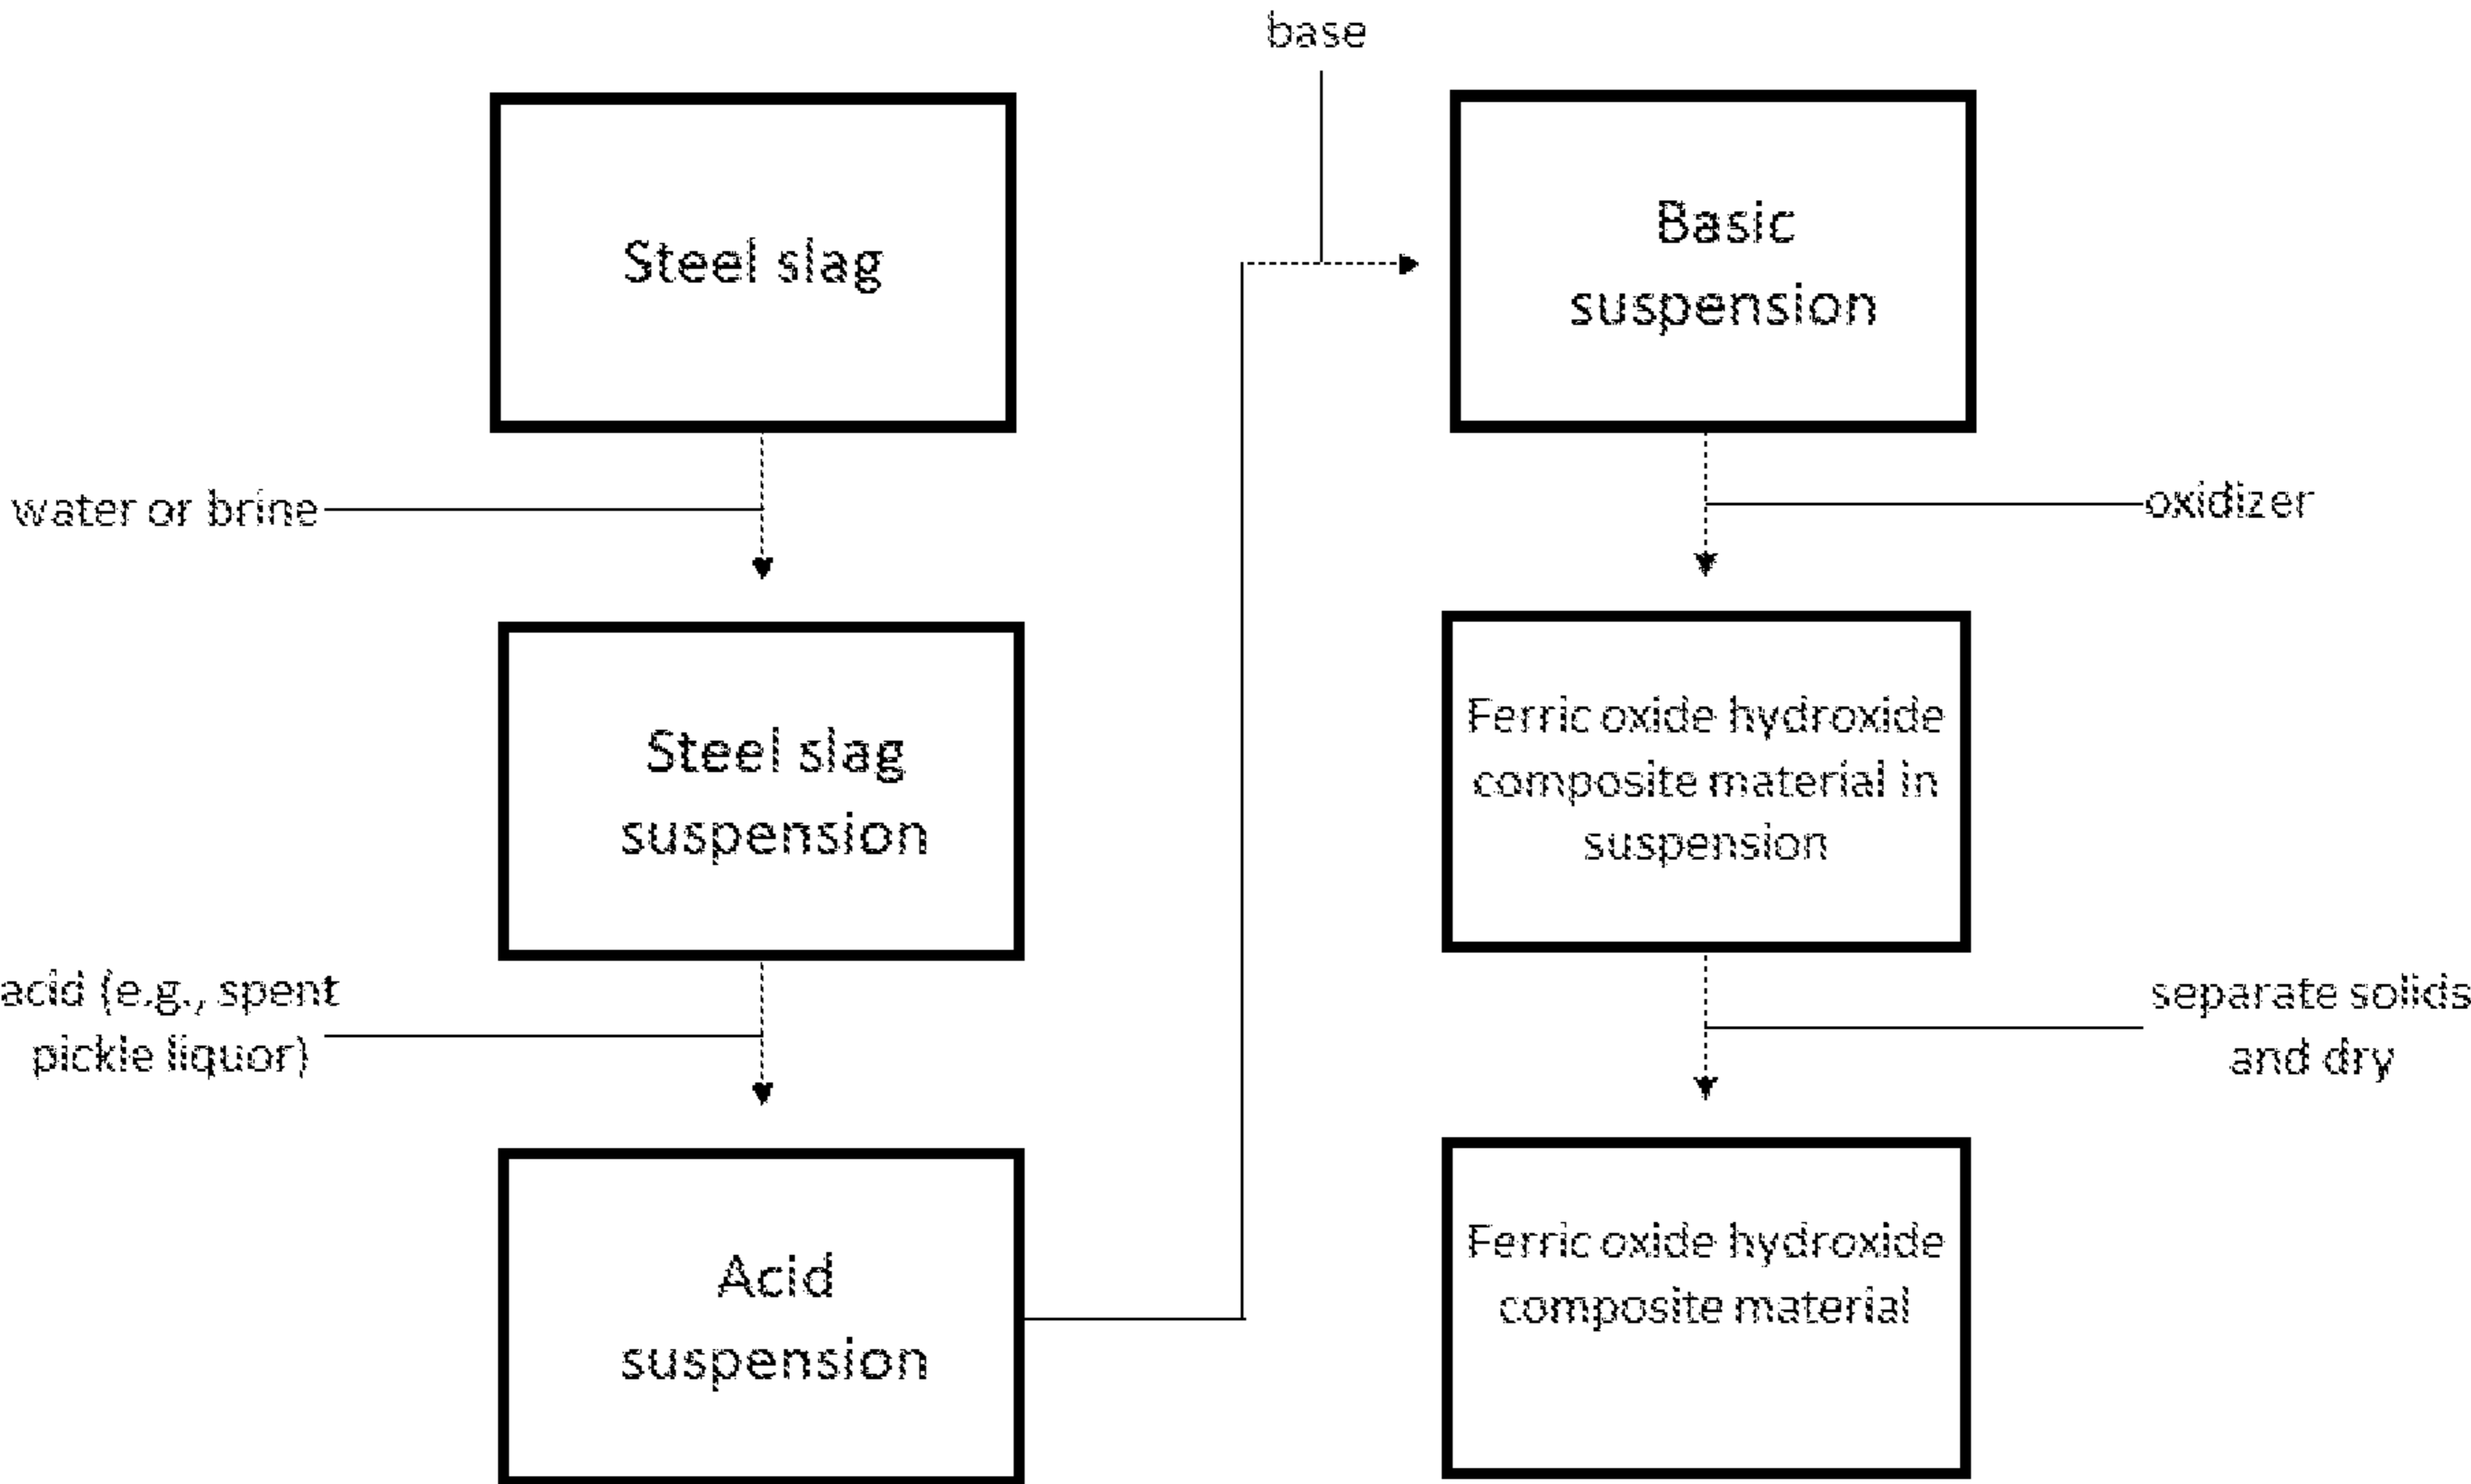 Steel slag
water or brine
Steel slag
suspension
acid (e.g., spent
pickle liquor)
Acid
suspension
base
Basic
suspension
oxidizer
Ferric oxide hydroxide
composite material in
suspension
separate solids
and dry
Ferric oxide hydroxide
composite material